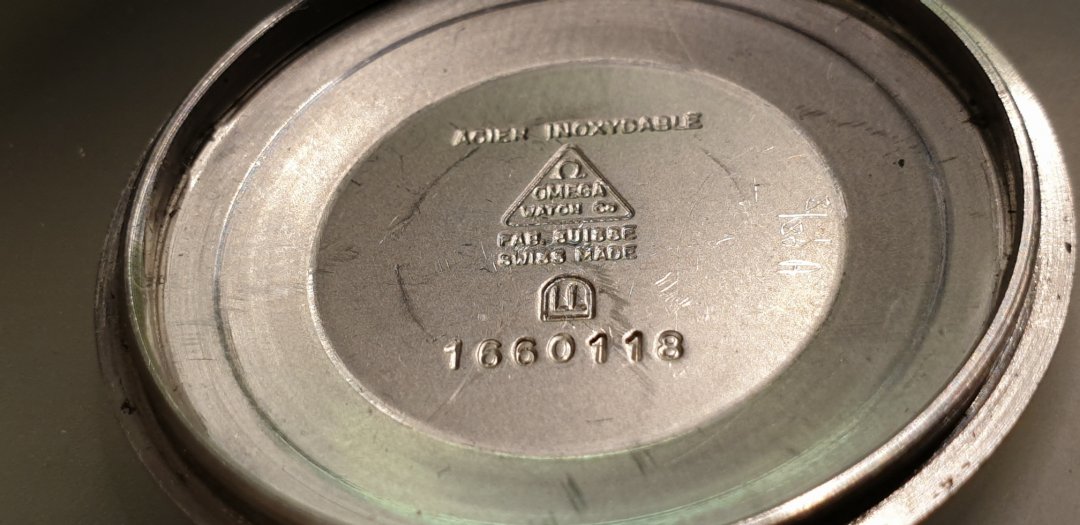 ACIER INOXYDABLE
Ω
OMEGA
WATCH Co
FAB. SUISSE
SWISS MADE
1660118